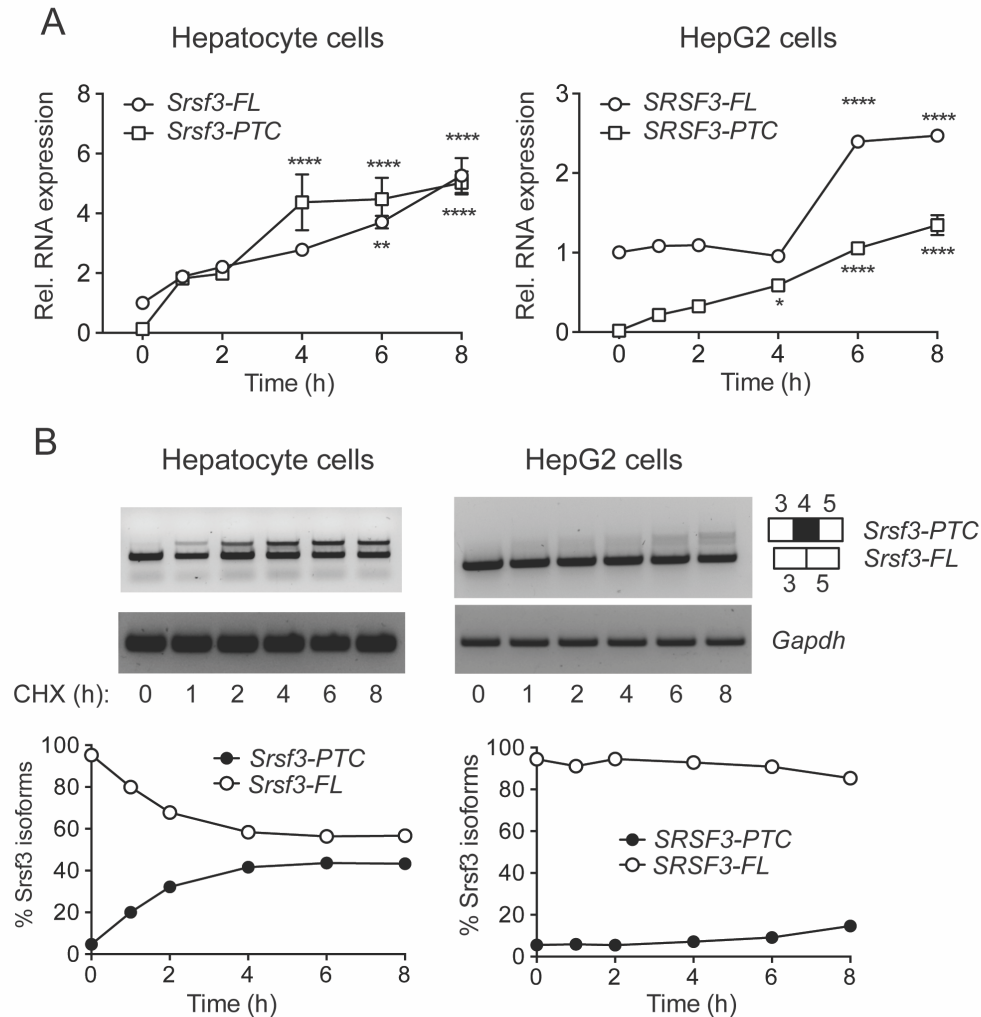 A
Hepatocyte cells
HepG2 cells
Rel. RNA expression
8
6
4
2
0
Srsf3-FL
Srsf3-PTC
****
****
****
**
****
0 2 4 6 8
Time (h)
Rel. RNA expression
3
2
1
0
SRSF3-FL
SRSF3-PTC
****
****
*
****
****
0 2 4 6 8
Time (h)
B
Hepatocyte cells
HepG2 cells
3 4 5
Srsf3-PTC
Srsf3-FL
3 5
Gapdh
CHX (h): 0 1 2 4 6 8
0 1 2 4 6 8
% Srsf3 isoforms
100
80
60
40
20
0
Srsf3-PTC
Srsf3-FL
0 2 4 6 8
Time (h)
% Srsf3 isoforms
100
80
60
40
20
0
SRSF3-PTC
SRSF3-FL
0 2 4 6 8
Time (h)